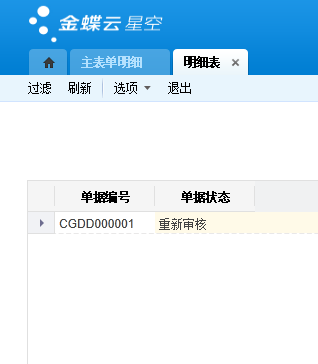 金蝶云 星空
主表单明细 明细表 ×
过滤 刷新 选项 退出
单据编号 单据状态
CGDD000001 重新审核